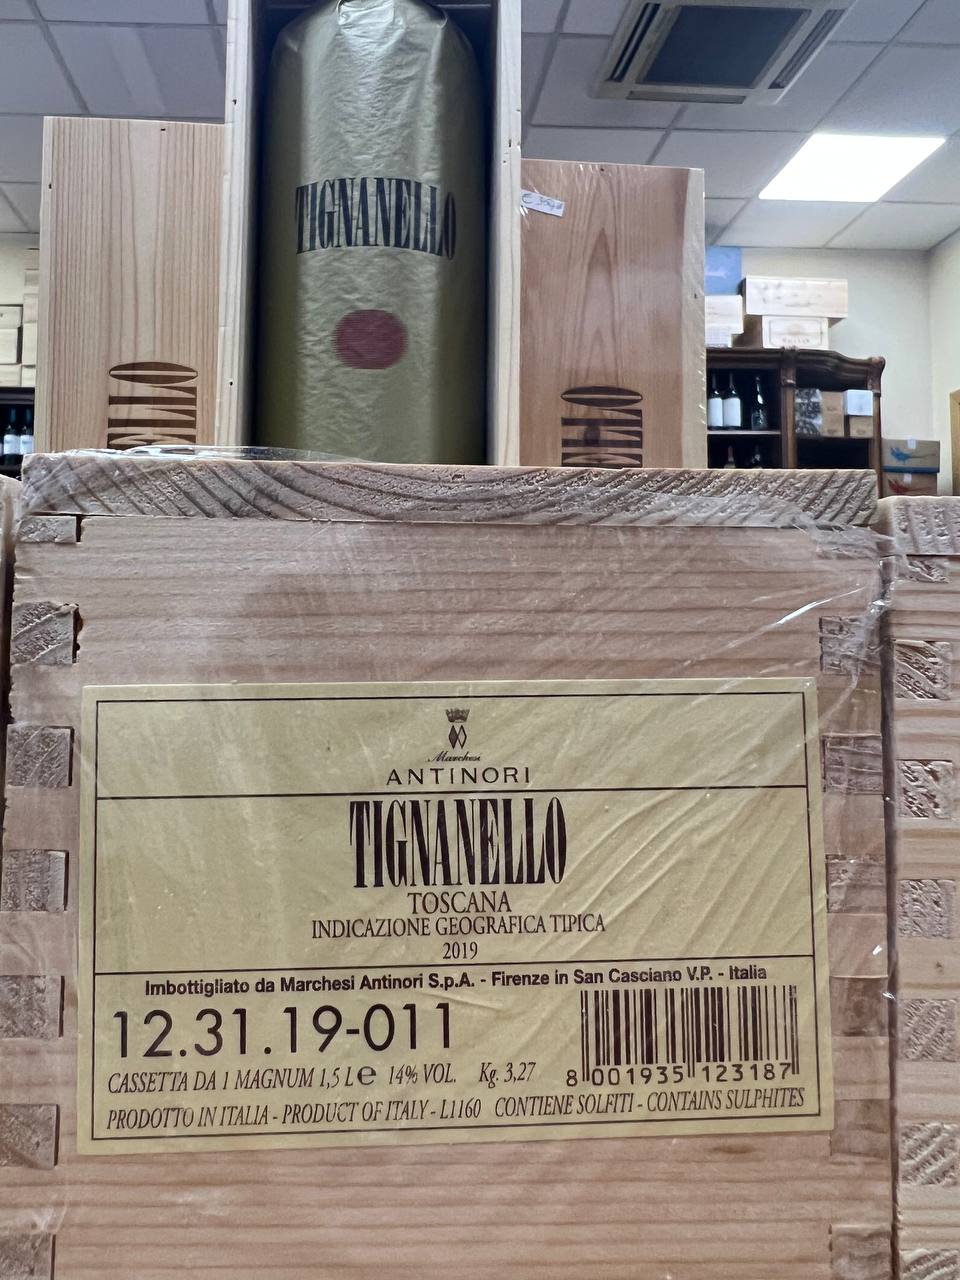 TIGNANELLO
Marchesi
ANTINORI
TIGNANELLO
TOSCANA
INDICAZIONE GEOGRAFICA TIPICA
2019
Imbottigliato da Marchesi Antinori S.p.A. - Firenze in San Casciano V.P. - Italia
12.31.19-011
CASSETTA DA 1 MAGNUM 1,5 L e 14% VOL. Kg. 3,27
8 001935 123187
PRODOTTO IN ITALIA - PRODUCT OF ITALY - L1160 CONTIENE SOLFITI - CONTAINS SULPHITES